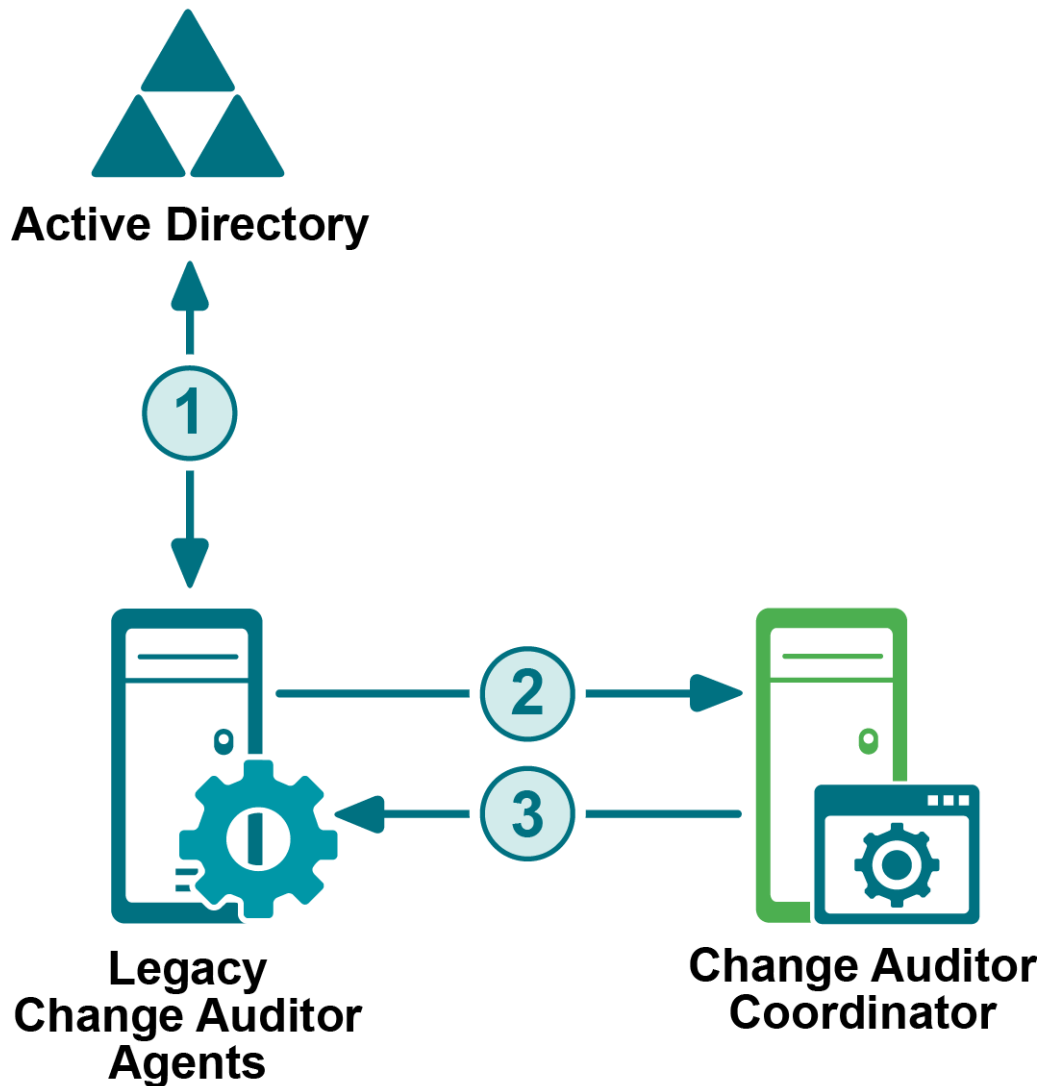 Active Directory
1
2
3
Legacy
Change Auditor
Agents
Change Auditor
Coordinator